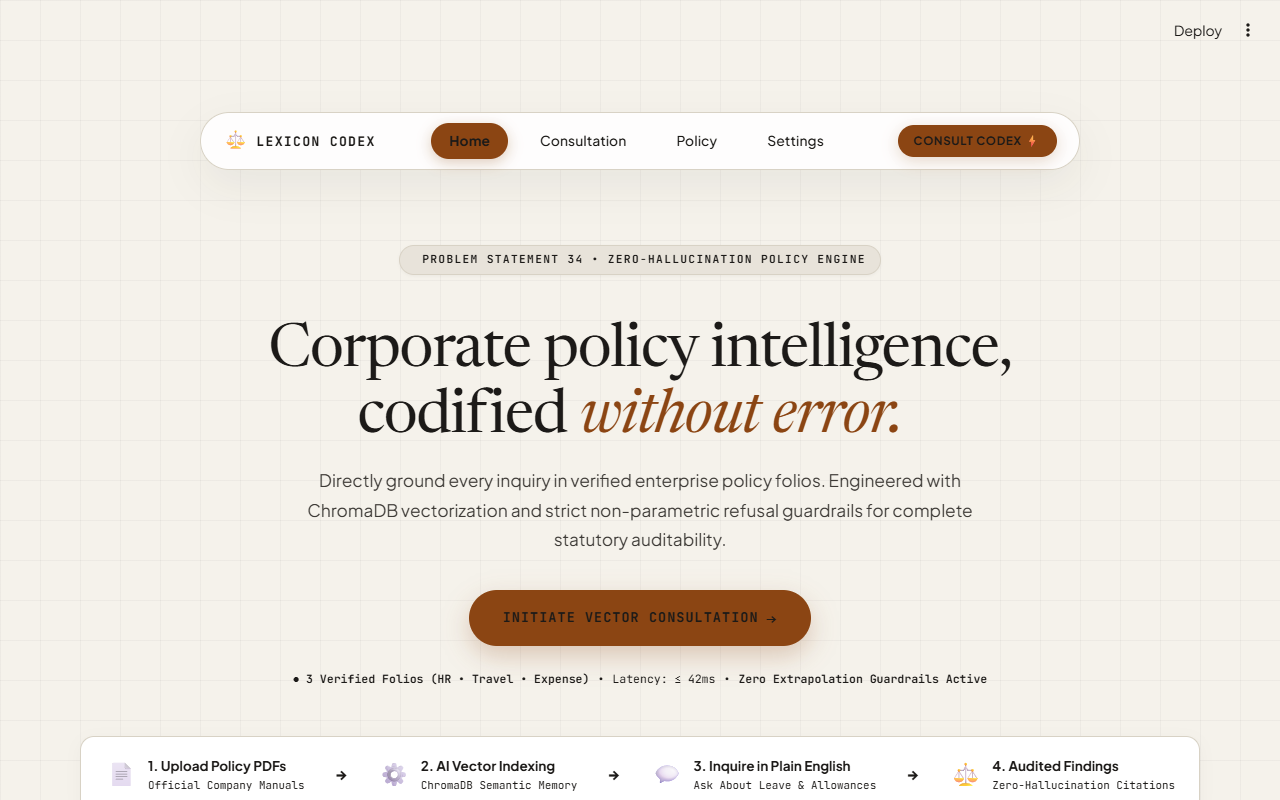 Deploy
LEXICON CODEX
Home
Consultation
Policy
Settings
CONSULT CODEX
PROBLEM STATEMENT 34 • ZERO-HALLUCINATION POLICY ENGINE
Corporate policy intelligence,
codified without error.
Directly ground every inquiry in verified enterprise policy folios. Engineered with
ChromaDB vectorization and strict non-parametric refusal guardrails for complete
statutory auditability.
INITIATE VECTOR CONSULTATION →
● 3 Verified Folios (HR • Travel • Expense) • Latency: ≤ 42ms • Zero Extrapolation Guardrails Active
1. Upload Policy PDFs
Official Company Manuals
→
2. AI Vector Indexing
ChromaDB Semantic Memory
→
3. Inquire in Plain English
Ask About Leave & Allowances
→
4. Audited Findings
Zero-Hallucination Citations